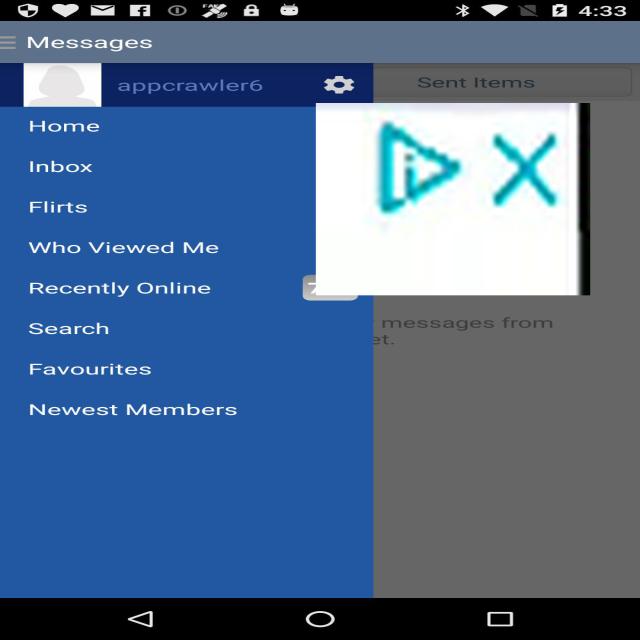 4:33
Messages
appcrawler6
Sent Items
Home
Inbox
Flirts
Who Viewed Me
Recently Online
Search
messages from
et.
Favourites
Newest Members